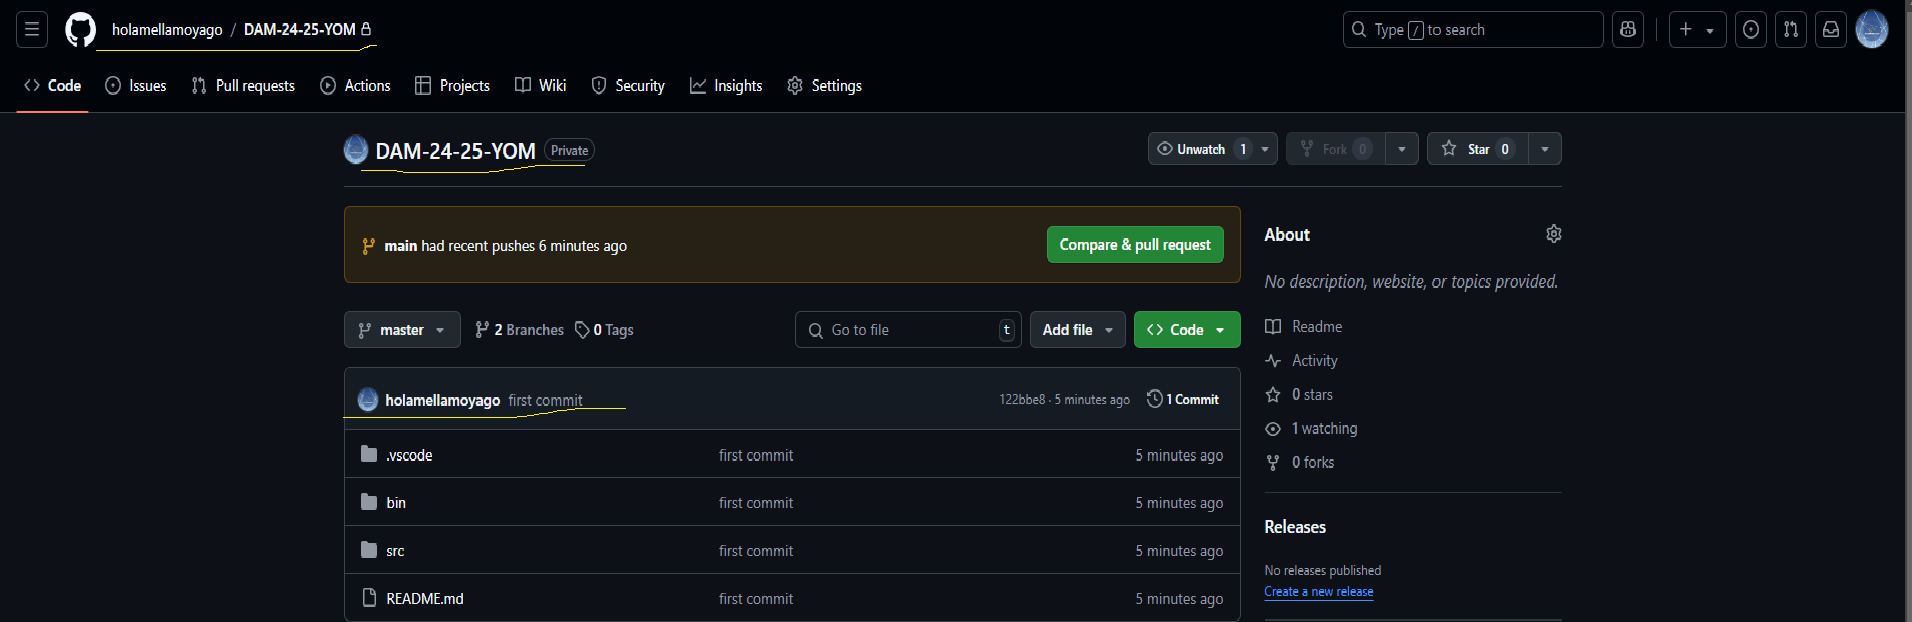 holamellamoyago / DAM-24-25-YOM
Type / to search
Code Issues Pull requests Actions Projects Wiki Security Insights Settings
DAM-24-25-YOM Private
Unwatch 1 Fork 0 Star 0
main had recent pushes 6 minutes ago
Compare & pull request
master 2 Branches 0 Tags
Go to file t Add file Code
holamellamoyago first commit 122bbe8 · 5 minutes ago 1 Commit
.vscode first commit 5 minutes ago
bin first commit 5 minutes ago
src first commit 5 minutes ago
README.md first commit 5 minutes ago
About
No description, website, or topics provided.
Readme
Activity
0 stars
1 watching
0 forks
Releases
No releases published
Create a new release